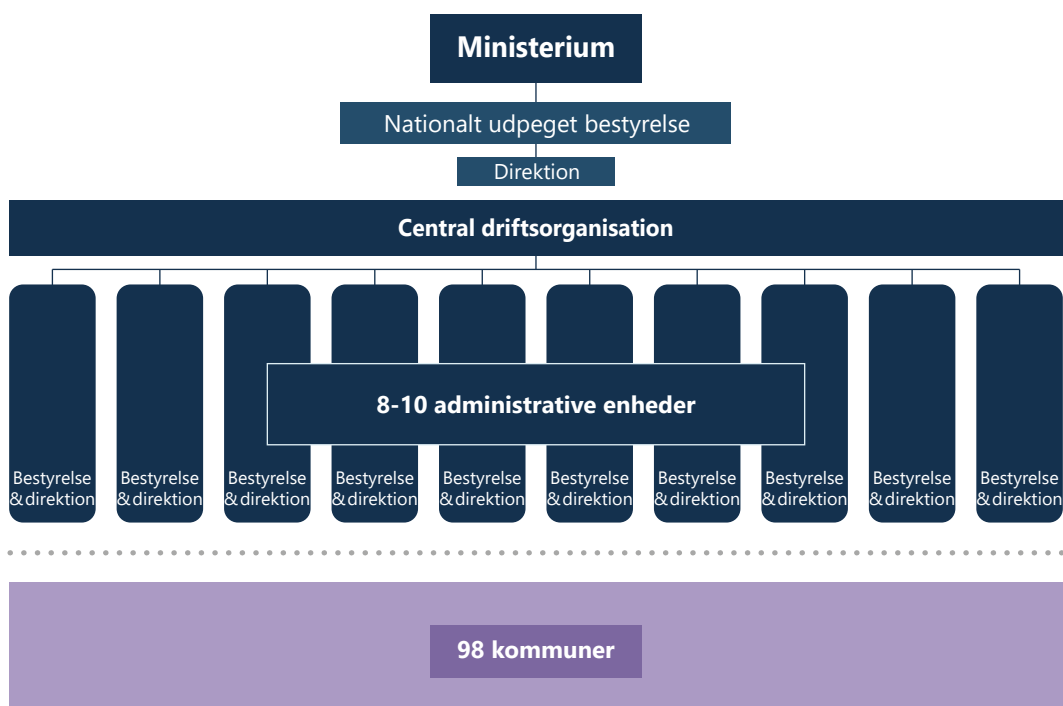 Ministerium
Nationalt udpeget bestyrelse
Direktion
Central driftsorganisation
8-10 administrative enheder
Bestyrelse
& direktion
Bestyrelse
& direktion
Bestyrelse
& direktion
Bestyrelse
& direktion
Bestyrelse
& direktion
Bestyrelse
& direktion
Bestyrelse
& direktion
Bestyrelse
& direktion
Bestyrelse
& direktion
Bestyrelse
& direktion
98 kommuner